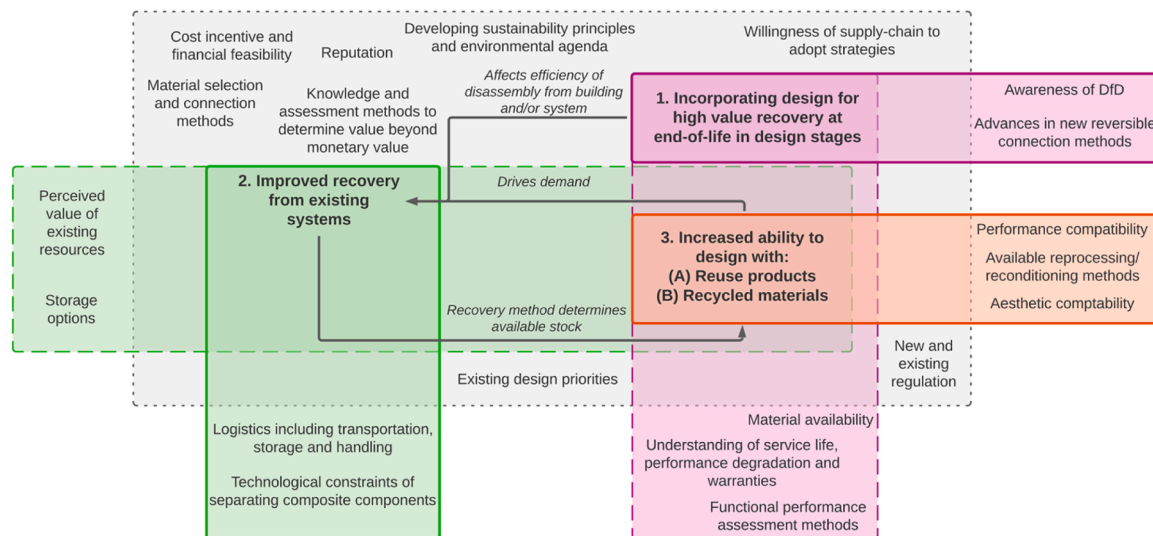 Cost incentive and
financial feasibility
Reputation
Developing sustainability principles
and environmental agenda
Willingness of supply-chain to
adopt strategies
Material selection
and connection
methods
Knowledge and
assessment methods to
determine value beyond
monetary value
Affects efficiency of
disassembly from building
and/or system
1. Incorporating design for
high value recovery at
end-of-life in design stages
Awareness of DfD
Advances in new reversible
connection methods
Perceived
value of
existing
resources
Storage
options
2. Improved recovery
from existing
systems
Drives demand
3. Increased ability to
design with:
(A) Reuse products
(B) Recycled materials
Performance compatibility
Available reprocessing/
reconditioning methods
Aesthetic comptability
Recovery method determines
available stock
Existing design priorities
New and
existing
regulation
Logistics including transportation,
storage and handling
Technological constraints of
separating composite components
Material availability
Understanding of service life,
performance degradation and
warranties
Functional performance
assessment methods